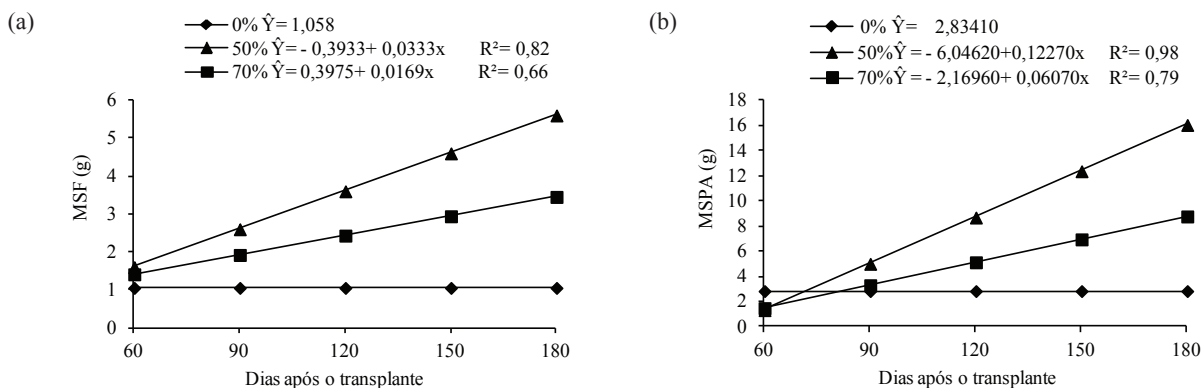 (a)
0% Ŷ= 1,058
50% Ŷ= - 0,3933+ 0,0333x R²= 0,82
70% Ŷ= 0,3975+ 0,0169x R²= 0,66
MSF (g)
6
5
4
3
2
1
0
60 90 120 150 180
Dias após o transplante
(b)
0% Ŷ= 2,83410
50% Ŷ= - 6,04620+0,12270x R²= 0,98
70% Ŷ= - 2,16960+ 0,06070x R²= 0,79
MSPA (g)
18
16
14
12
10
8
6
4
2
0
60 90 120 150 180
Dias após o transplante